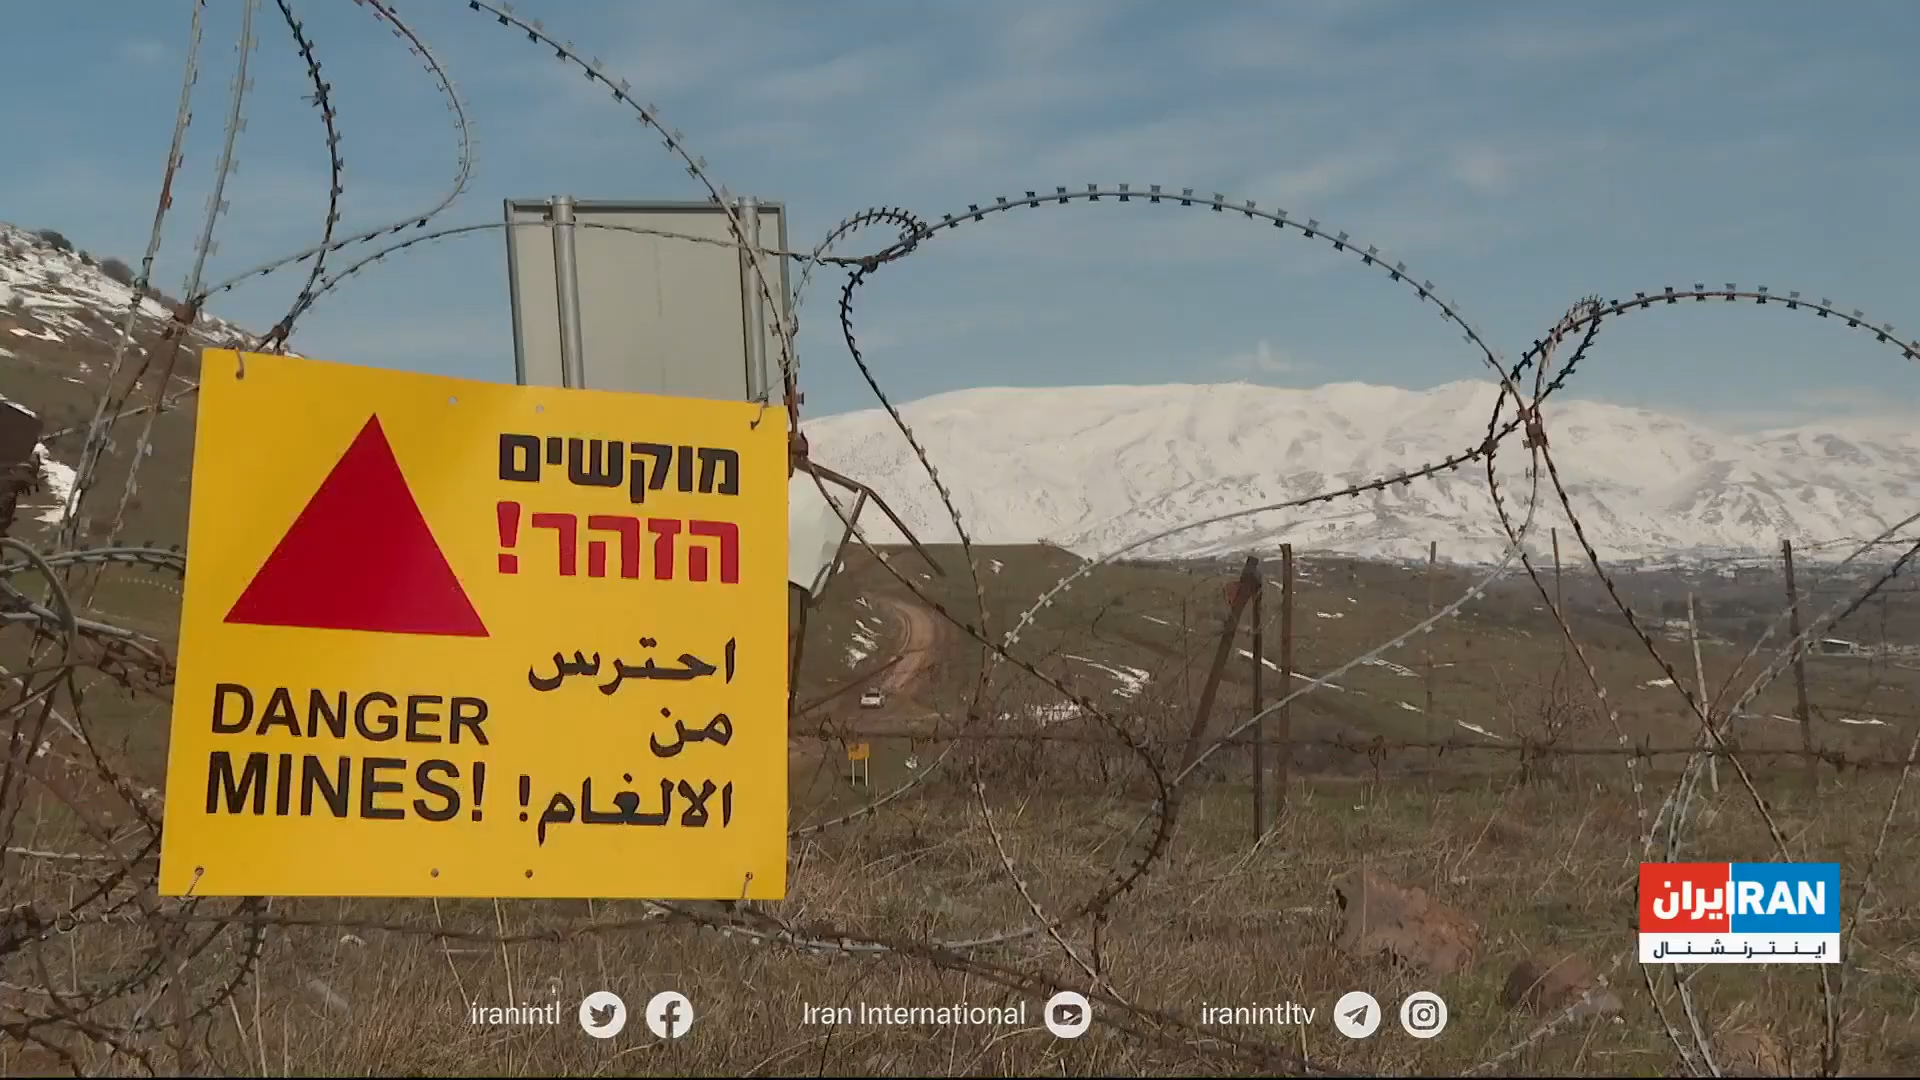 מוקשים
הזהר!
احترس
من
الالغام!
DANGER
MINES!
ایران IRAN
اینترنشنال
iranintl
Iran International
iranintltv